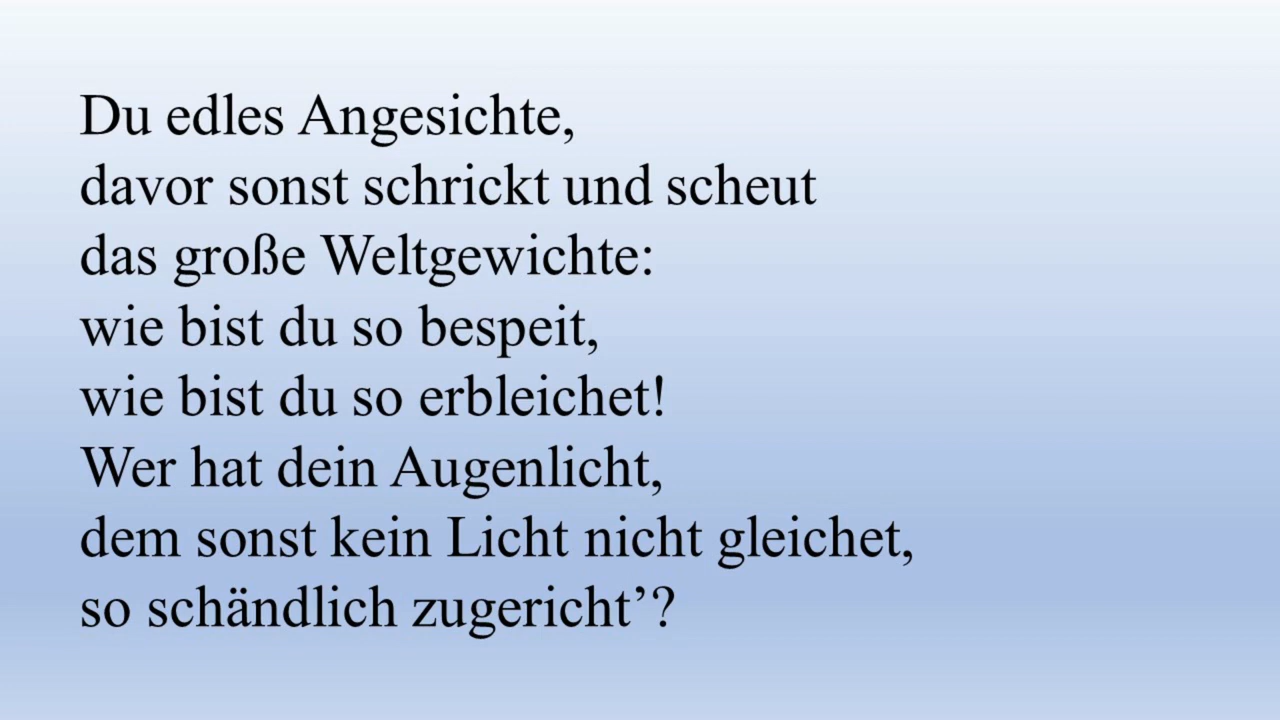 Du edles Angesichte,
davor sonst schrickt und scheut
das große Weltgewichte:
wie bist du so bespeit,
wie bist du so erbleichet!
Wer hat dein Augenlicht,
dem sonst kein Licht nicht gleichet,
so schändlich zugericht’?